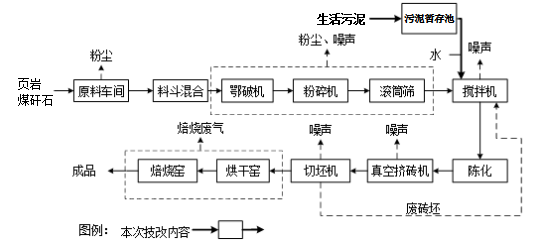 生活污泥
污泥暂存池
粉尘
粉尘、噪声
水
噪声
页岩
煤矸石
原料车间
料斗混合
鄂破机
粉碎机
滚筒筛
搅拌机
焙烧废气
噪声
噪声
成品
焙烧窑
烘干窑
切坯机
真空挤砖机
陈化
废砖坯
图例：
本次技改内容